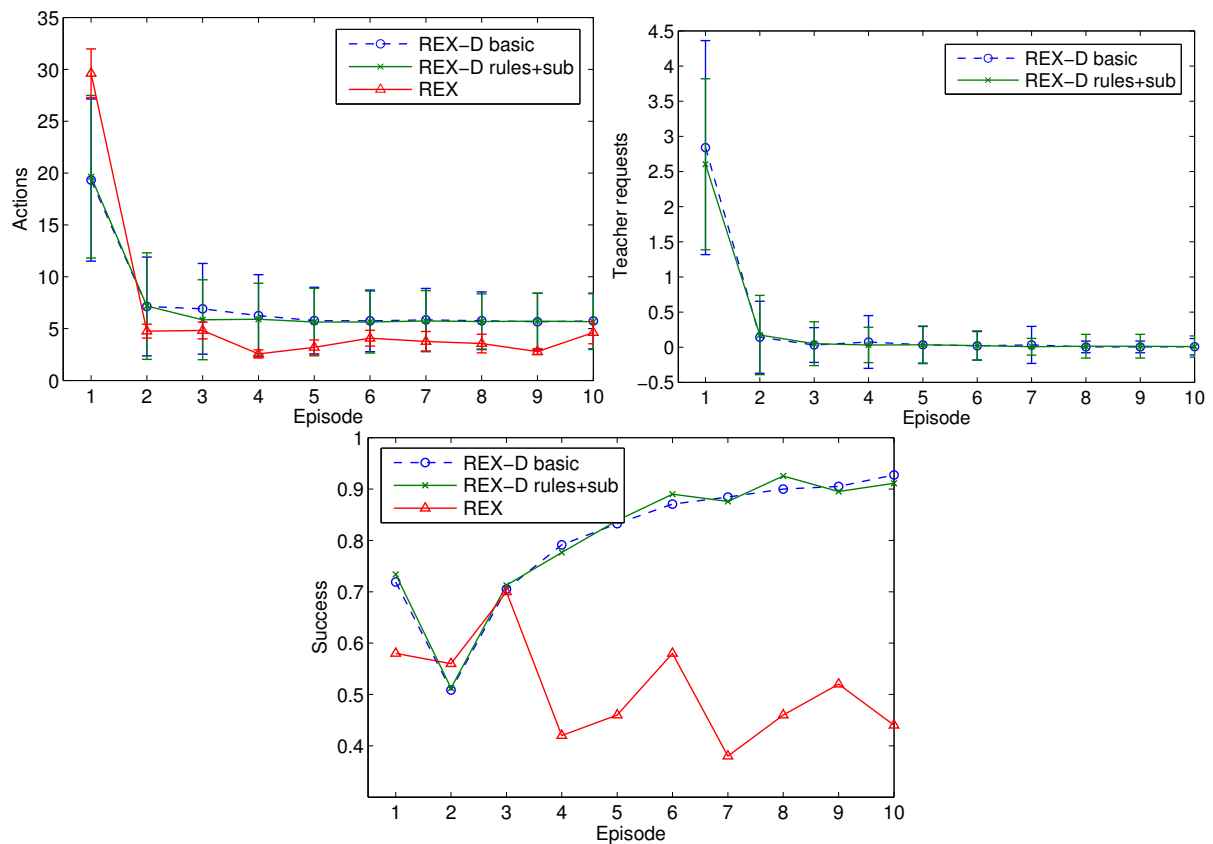 35
30
25
20
15
10
5
0
Actions
REX−D basic
REX−D rules+sub
REX
1 2 3 4 5 6 7 8 9 10
Episode
4.5
4
3.5
3
2.5
2
1.5
1
0.5
0
−0.5
Teacher requests
REX−D basic
REX−D rules+sub
1 2 3 4 5 6 7 8 9 10
Episode
1
0.9
0.8
0.7
0.6
0.5
0.4
Success
REX−D basic
REX−D rules+sub
REX
1 2 3 4 5 6 7 8 9 10
Episode